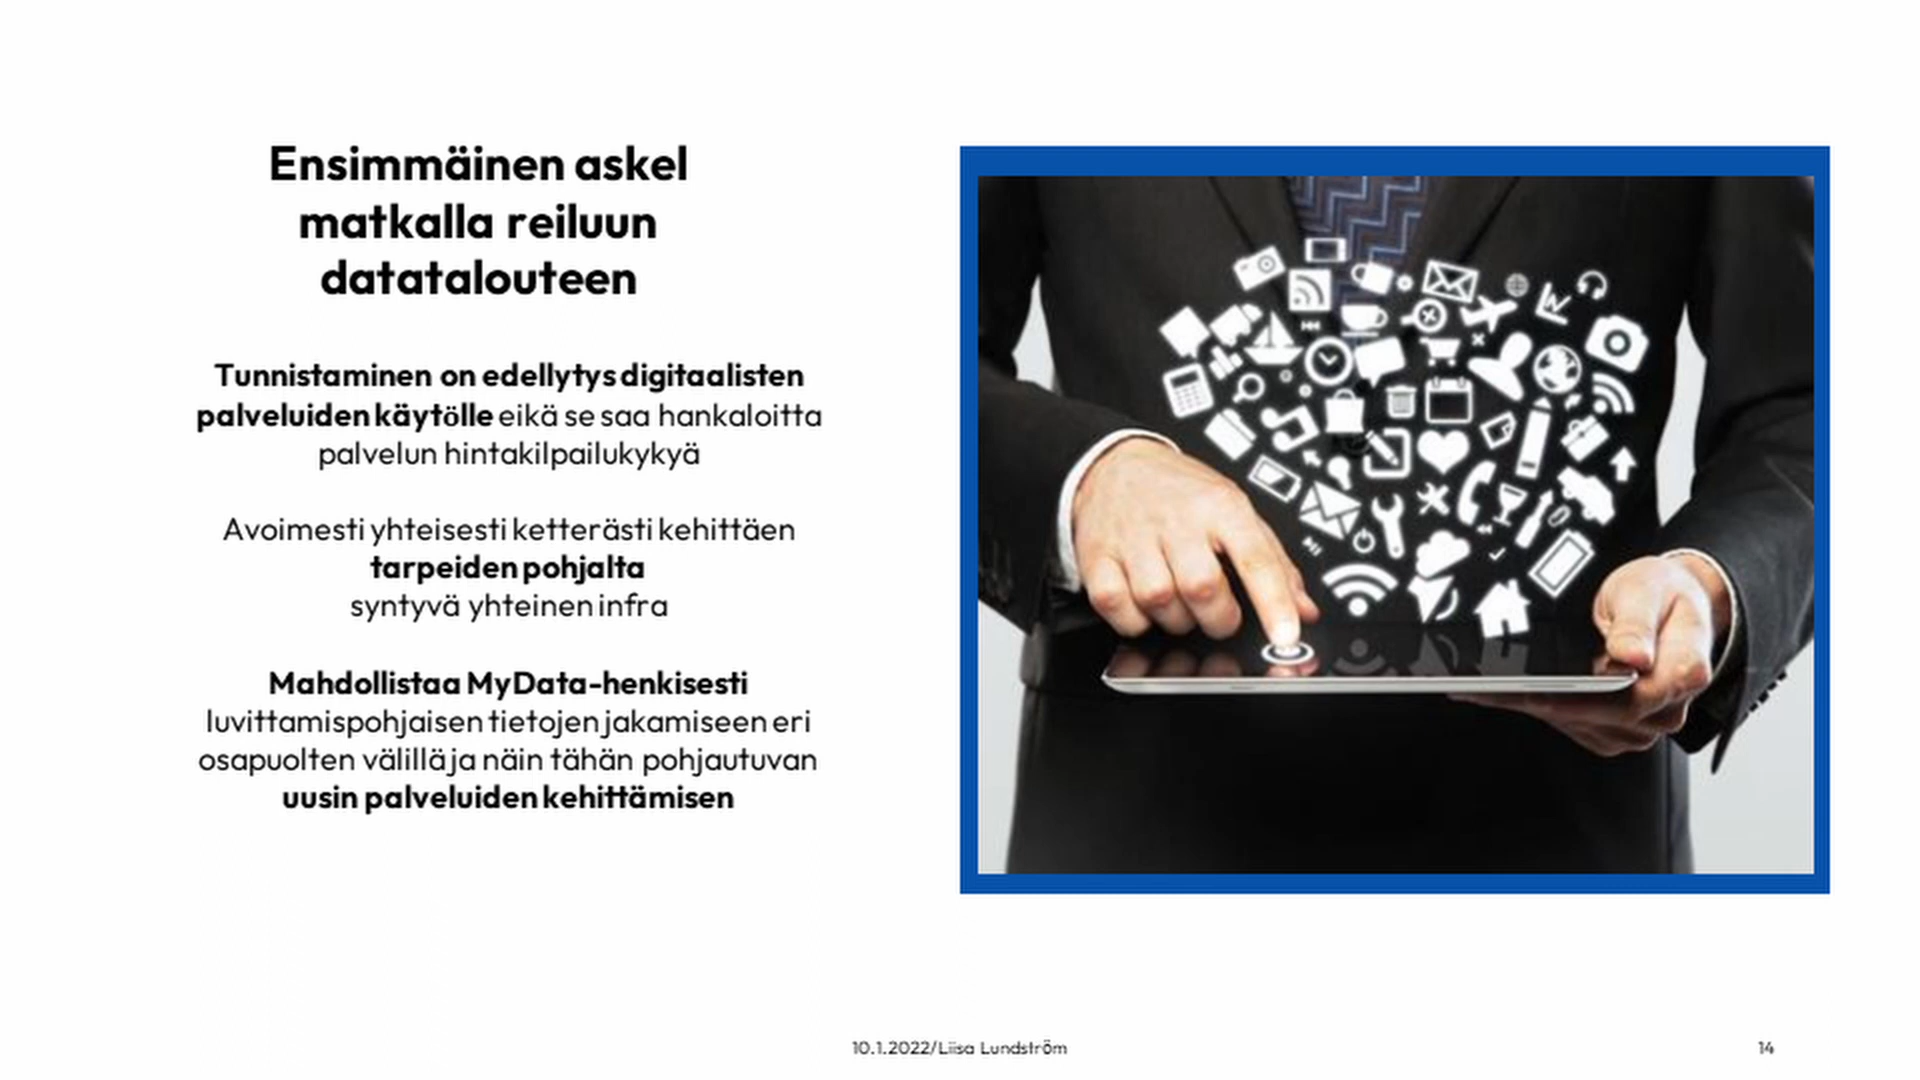 Ensimmäinen askel
matkalla reiluun
datatalouteen
Tunnistaminen on edellytys digitaalisten
palveluiden käytölle eikä se saa hankaloitta
palvelun hintakilpailukykyä
Avoimesti yhteisesti ketterästi kehittäen
tarpeiden pohjalta
syntyvä yhteinen infra
Mahdollistaa MyData-henkisesti
luvittamispohjaisen tietojen jakamiseen eri
osapuolten välillä ja näin tähän pohjautuvan
uusin palveluiden kehittämisen
10.1.2022/Liisa Lundström
14